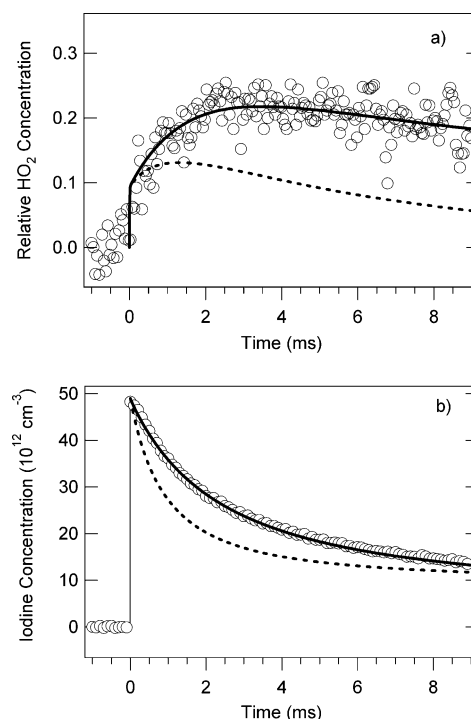 a)
Relative HO2 Concentration
0.3
0.2
0.1
0.0
0 2 4 6 8
Time (ms)
b)
Iodine Concentration (10^12 cm^-3)
50
40
30
20
10
0
0 2 4 6 8
Time (ms)